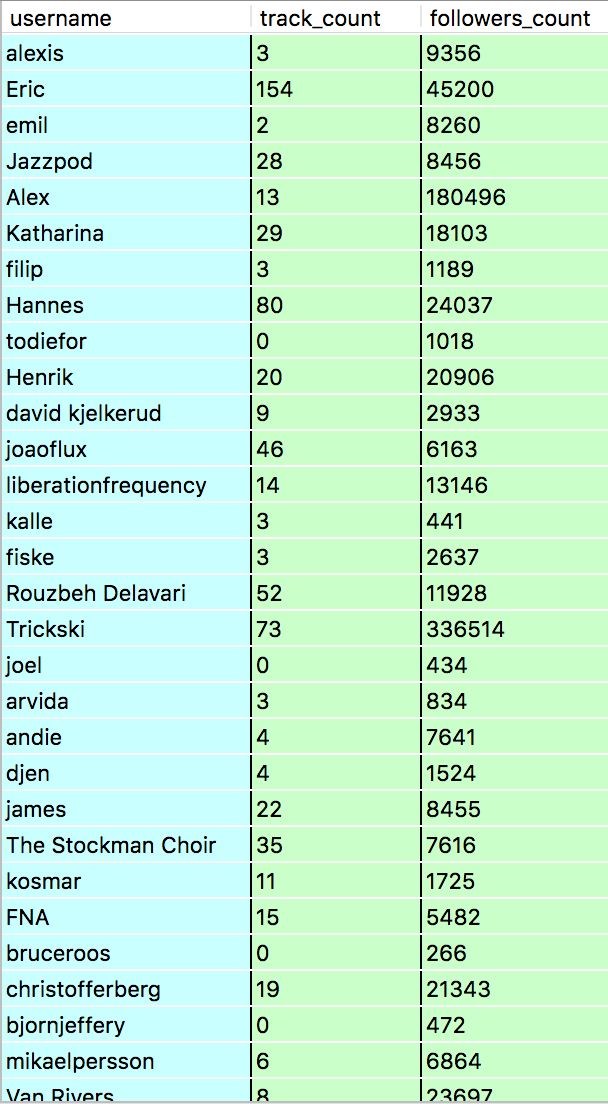 username track_count followers_count
alexis 3 9356
Eric 154 45200
emil 2 8260
Jazzpod 28 8456
Alex 13 180496
Katharina 29 18103
filip 3 1189
Hannes 80 24037
todiefor 0 1018
Henrik 20 20906
david kjelkerud 9 2933
joaoflux 46 6163
liberationfrequency 14 13146
kalle 3 441
fiske 3 2637
Rouzbeh Delavari 52 11928
Trickski 73 336514
joel 0 434
arvida 3 834
andie 4 7641
djen 4 1524
james 22 8455
The Stockman Choir 35 7616
kosmar 11 1725
FNA 15 5482
bruceroos 0 266
christofferberg 19 21343
bjornjeffery 0 472
mikaelpersson 6 6864
Van Rivers 8 23697